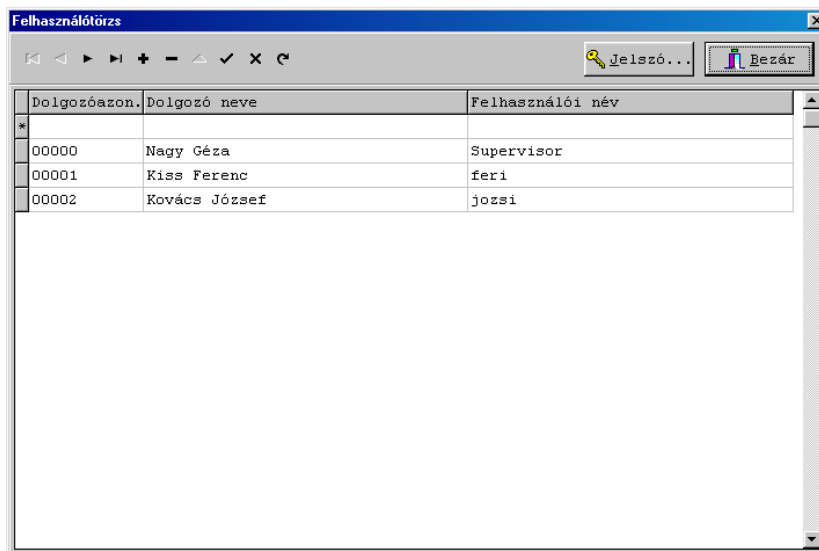 Felhasználótörzs
Jelszó... Bezár
Dolgozóazon. Dolgozó neve Felhasználói név
*
00000 Nagy Géza Supervisor
00001 Kiss Ferenc feri
00002 Kovács József jozsi